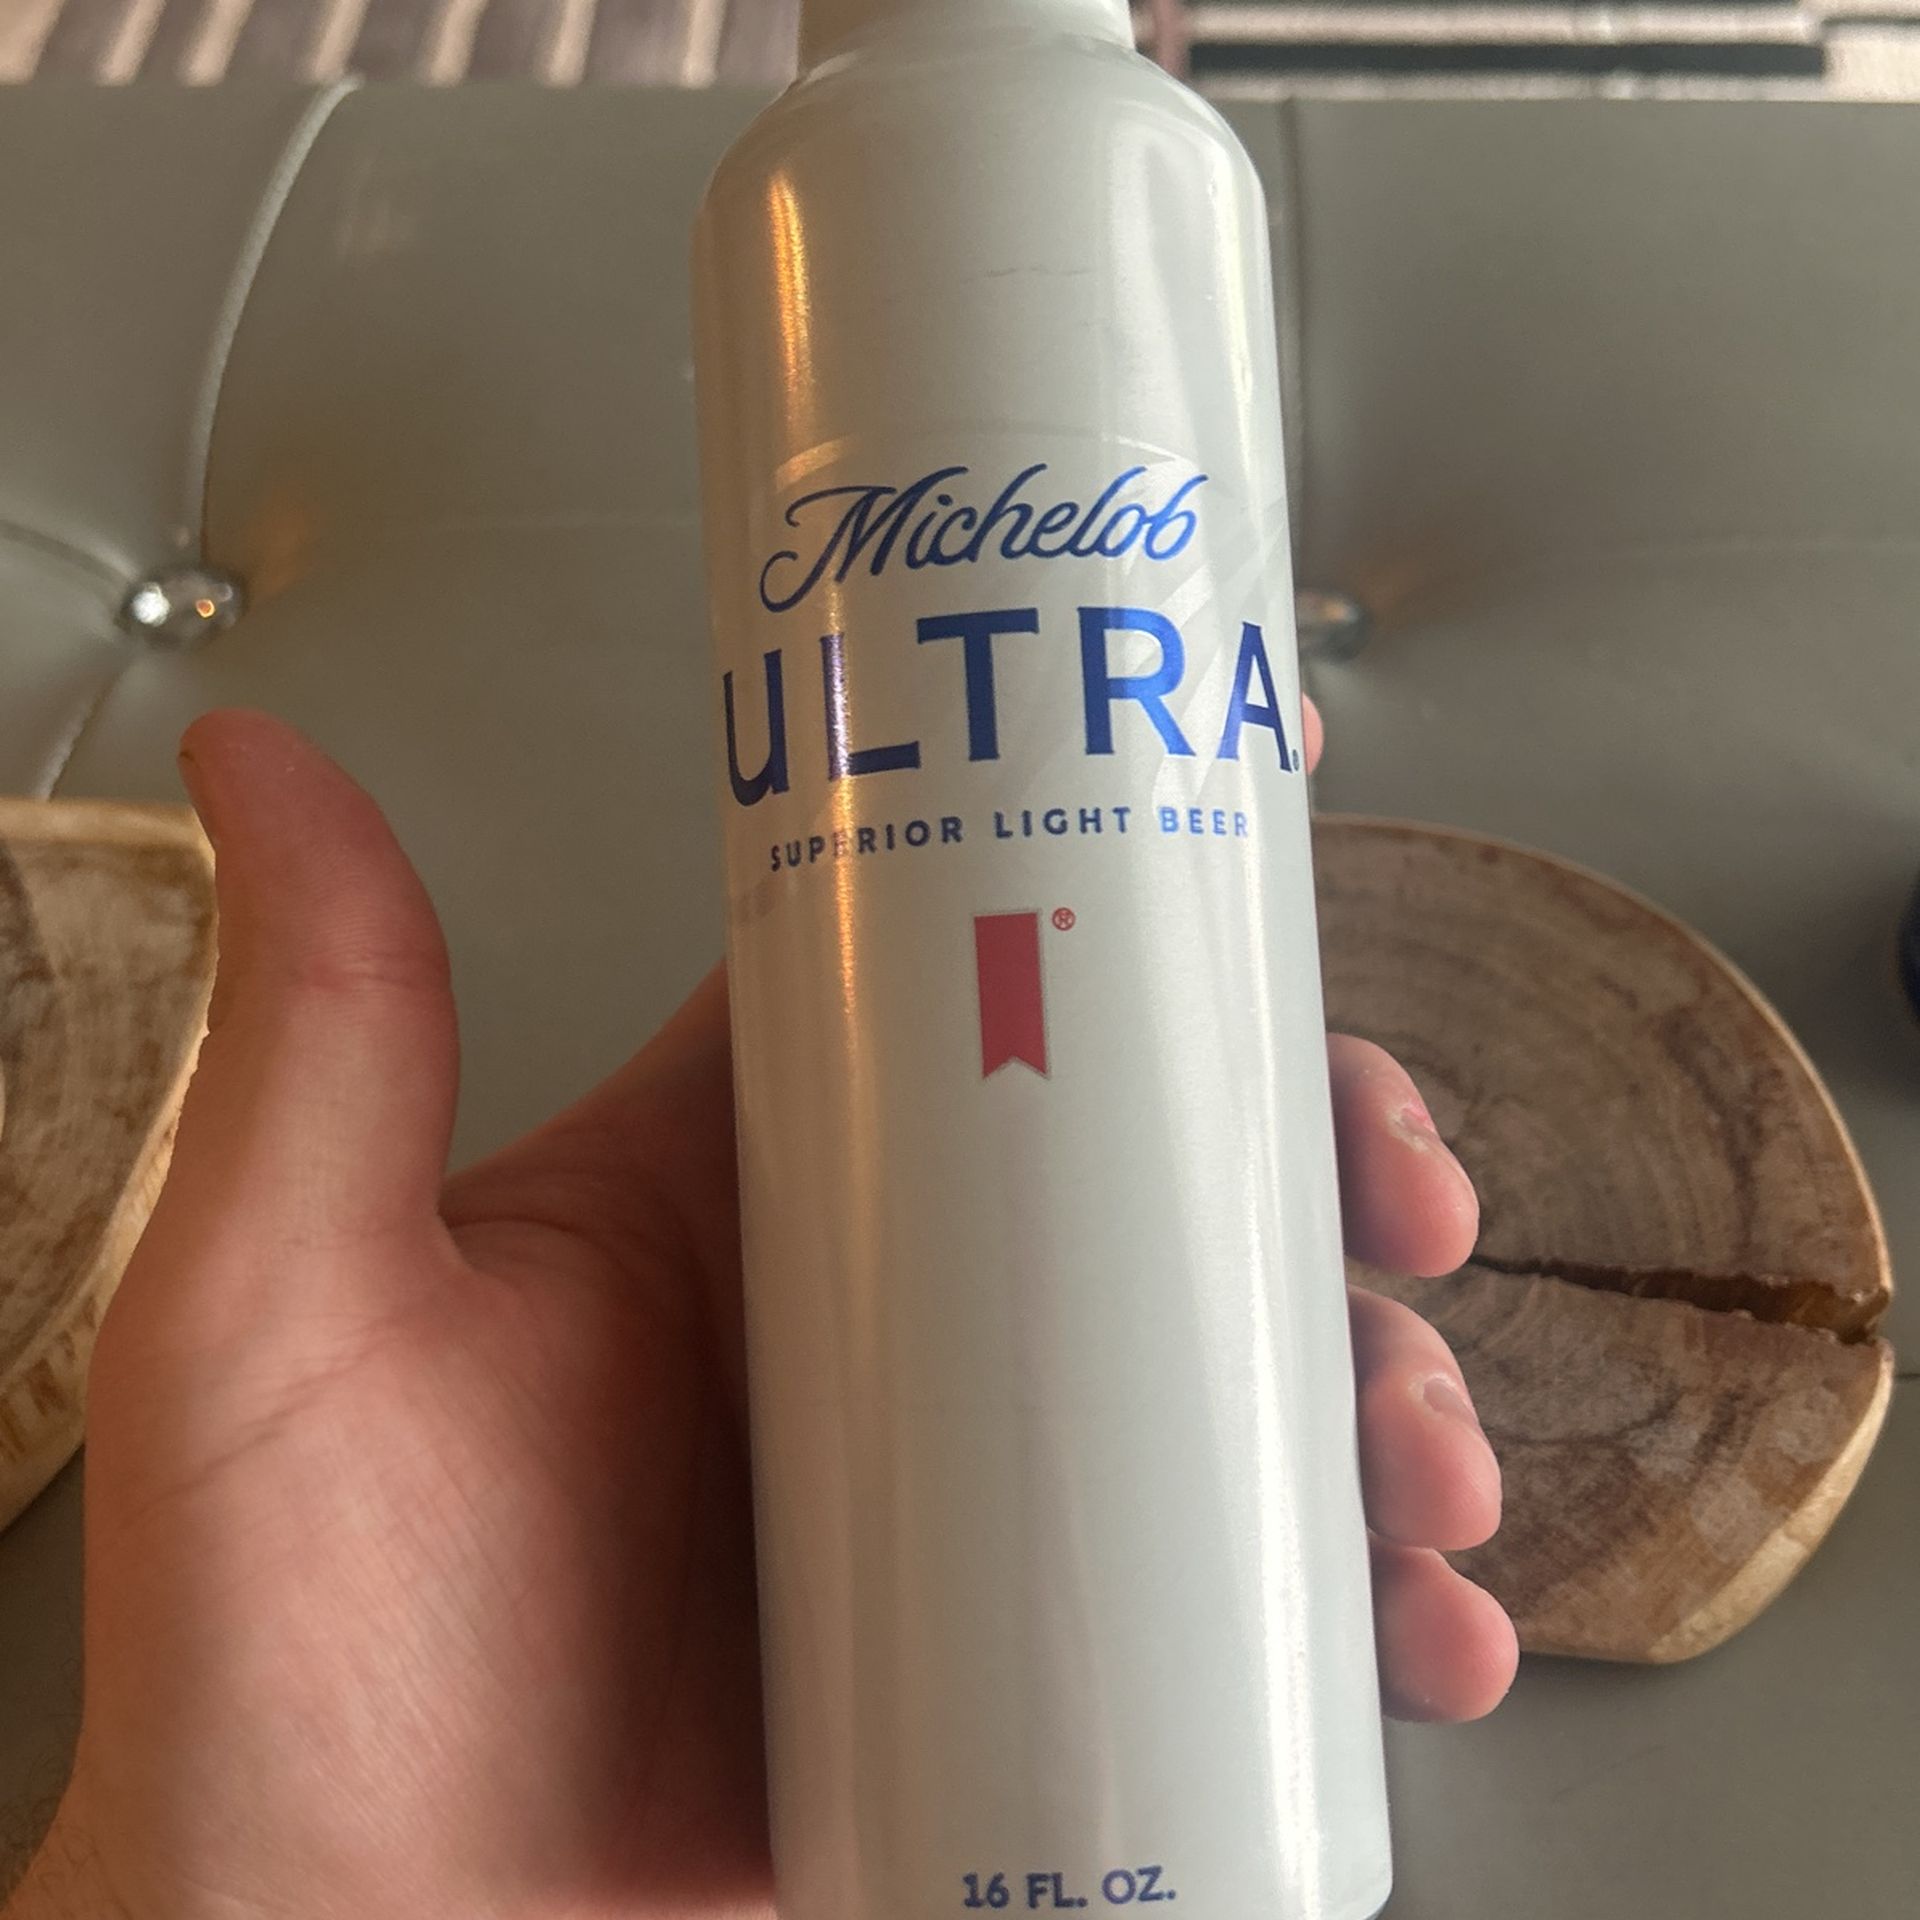 Michelob
ULTRA®
SUPERIOR LIGHT BEER
®
16 FL. OZ.